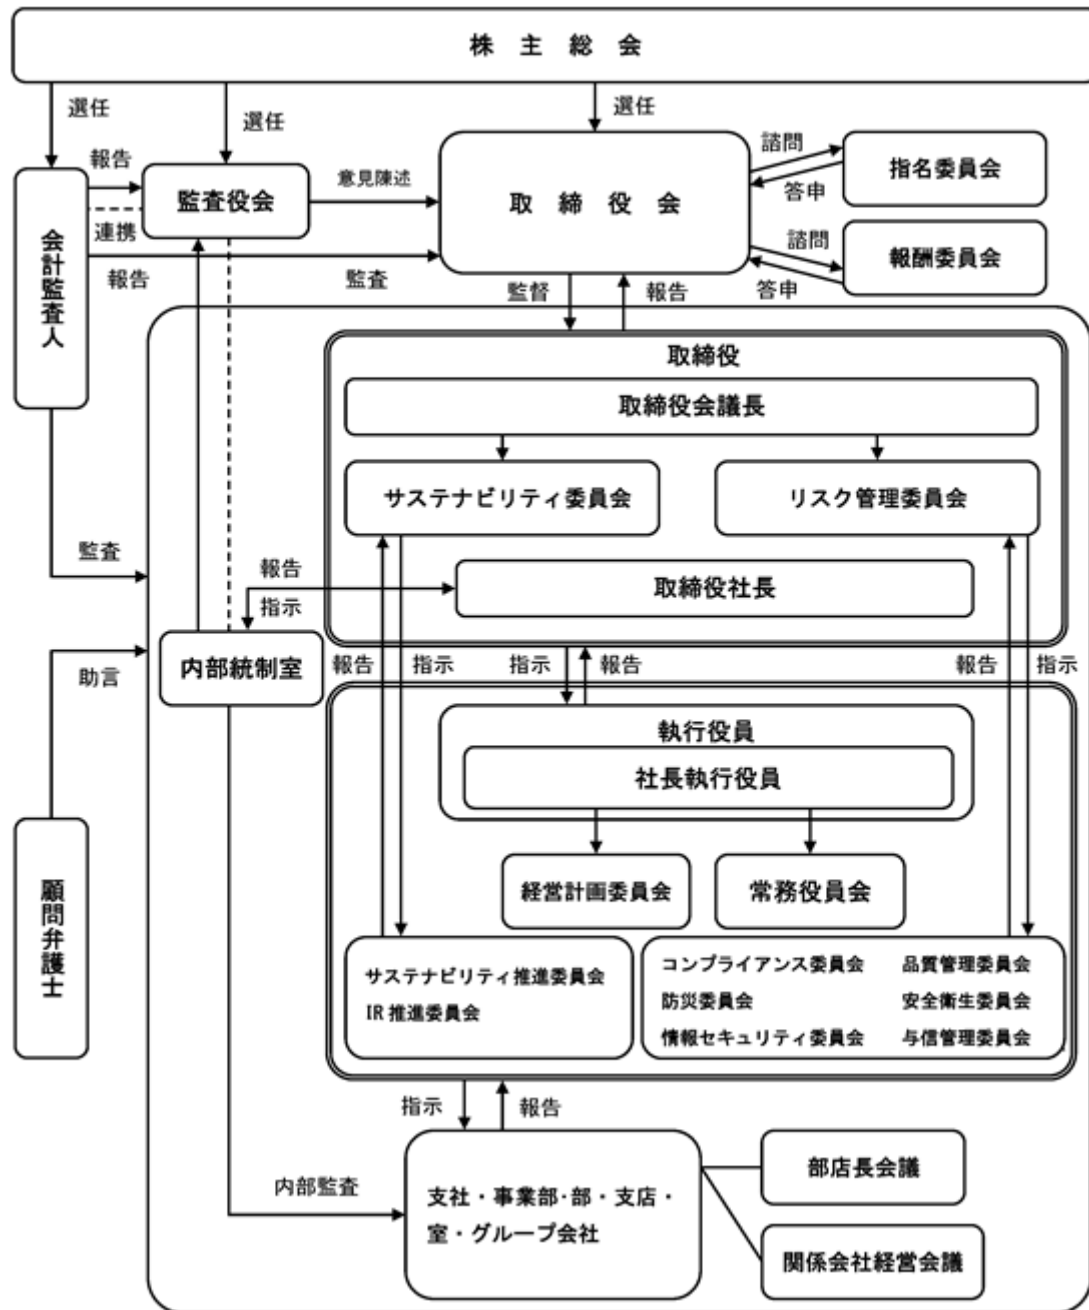 株 主 総 会
選任
選任
選任
報告
監査役会
意見陳述
取 締 役 会
諮問
答申
指名委員会
会計監査人
連携
報告
監査
諮問
答申
報酬委員会
監督
報告
取締役
取締役会議長
サステナビリティ委員会
リスク管理委員会
監査
報告
指示
取締役社長
助言
内部統制室
報告
指示
指示
報告
報告
指示
執行役員
社長執行役員
経営計画委員会
常務役員会
顧問弁護士
サステナビリティ推進委員会
IR 推進委員会
コンプライアンス委員会 品質管理委員会
防災委員会 安全衛生委員会
情報セキュリティ委員会 与信管理委員会
指示
報告
内部監査
支社・事業部・部・支店・
室・グループ会社
部店長会議
関係会社経営会議